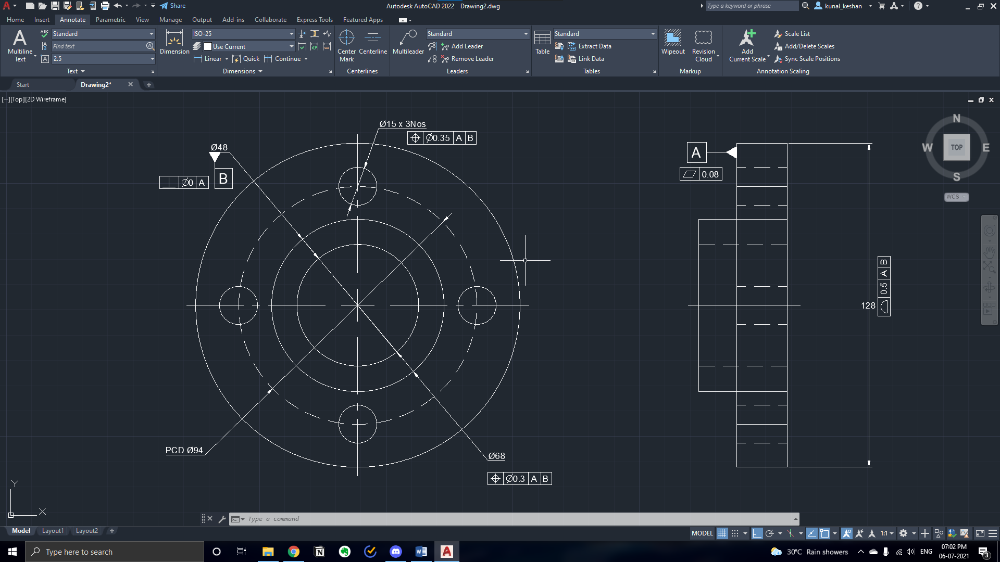 Share
Autodesk AutoCAD 2022 Drawing2.dwg
Type a keyword or phrase
kunal_keshan
Home Insert Annotate Parametric View Manage Output Add-ins Collaborate Express Tools Featured Apps
Multiline Text
Standard
Find text
2.5
Text
Dimension
ISO-25
Use Current
Linear Quick Continue
Dimensions
Center Mark
Centerline
Centerlines
Multileader
Standard
Add Leader
Remove Leader
Leaders
Table
Standard
Extract Data
Link Data
Tables
Wipeout
Revision Cloud
Markup
Add Current Scale
Scale List
Add/Delete Scales
Sync Scale Positions
Annotation Scaling
Start Drawing2*
[−][Top][2D Wireframe]
N
W TOP E
S
WCS
Ø15 x 3Nos
Ø0.35 A B
Ø48
B
Ø0 A
A
0.08
0.5 A B
128
PCD Ø94
Ø68
Ø0.3 A B
Y
X
Type a command
Model Layout1 Layout2
MODEL
1:1
Type here to search
30°C Rain showers
ENG
07:02 PM
06-07-2021
3